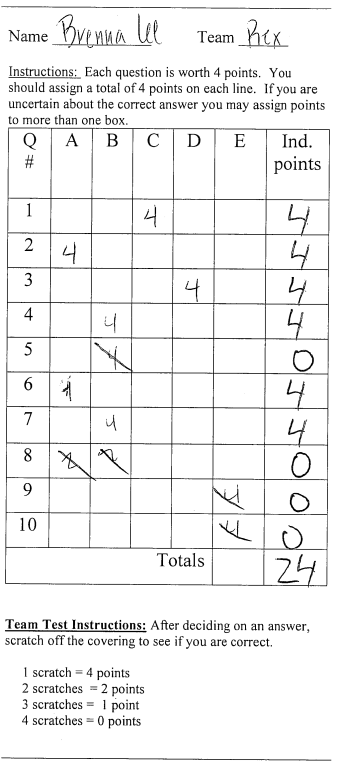 Name Brenna Lee Team Rex
Instructions: Each question is worth 4 points. You
should assign a total of 4 points on each line. If you are
uncertain about the correct answer you may assign points
to more than one box.
Q # A B C D E Ind. points
1 4 4
2 4 4
3 4 4
4 4 4
5 4 0
6 4 4
7 4 4
8 2 2 0
9 4 0
10 4 0
Totals 24
Team Test Instructions: After deciding on an answer,
scratch off the covering to see if you are correct.
1 scratch = 4 points
2 scratches = 2 points
3 scratches = 1 point
4 scratches = 0 points